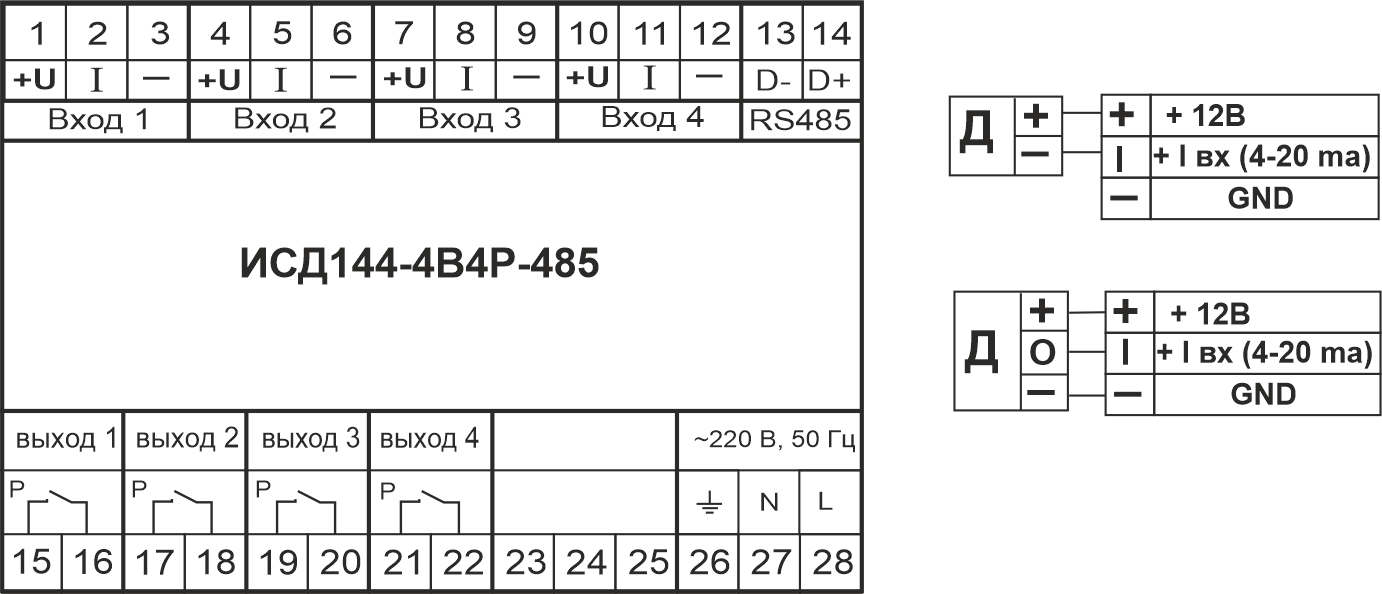 1 2 3 4 5 6 7 8 9 10 11 12 13 14
+U I — +U I — +U I — +U I — D- D+
Вход 1 Вход 2 Вход 3 Вход 4 RS485
ИСД144-4В4Р-485
выход 1 выход 2 выход 3 выход 4 ~220 В, 50 Гц
P P P P N L
15 16 17 18 19 20 21 22 23 24 25 26 27 28
Д + + + 12В
— I + I вх (4-20 ma)
— GND
Д + + + 12В
O I + I вх (4-20 ma)
— — GND